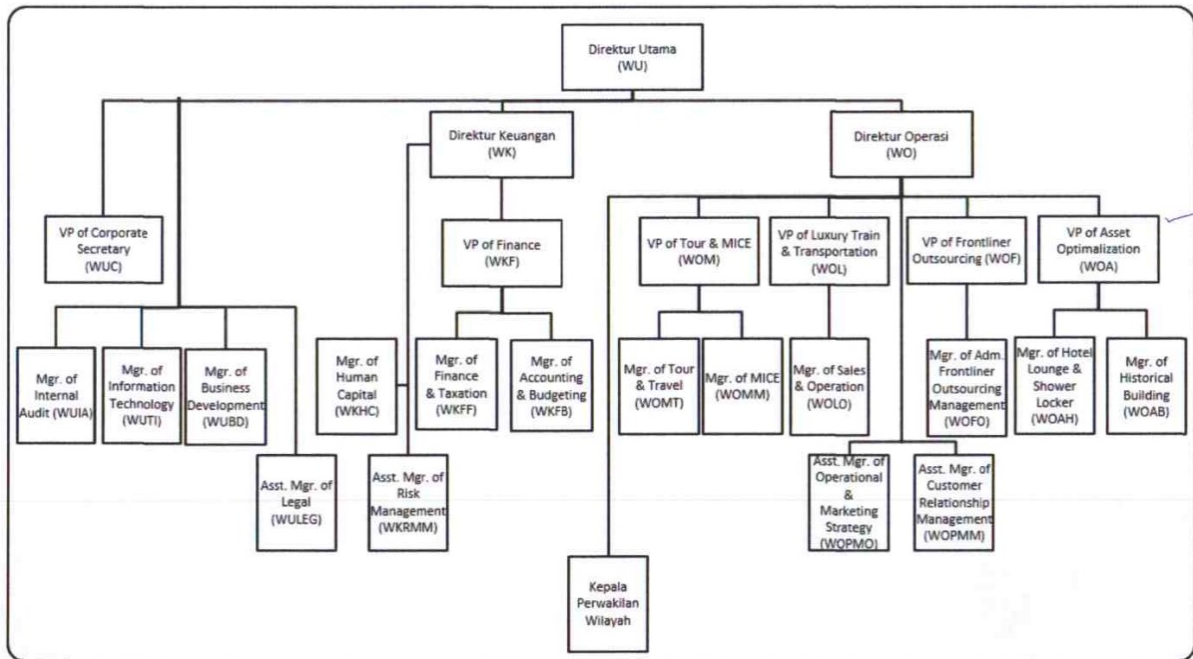 Direktur Utama
(WU)
Direktur Keuangan
(WK)
Direktur Operasi
(WO)
VP of Corporate
Secretary
(WUC)
VP of Finance
(WKF)
VP of Tour & MICE
(WOM)
VP of Luxury Train
& Transportation
(WOL)
VP of Frontliner
Outsourcing (WOF)
VP of Asset
Optimalization
(WOA)
Mgr. of
Internal
Audit (WUIA)
Mgr. of
Information
Technology
(WUTI)
Mgr. of
Business
Development
(WUBD)
Mgr. of
Human
Capital
(WKHC)
Mgr. of
Finance
& Taxation
(WKFF)
Mgr. of
Accounting
& Budgeting
(WKFB)
Mgr. of Tour
& Travel
(WOMT)
Mgr. of MICE
(WOMM)
Mgr. of Sales
& Operation
(WOLO)
Mgr. of Adm.
Frontliner
Outsourcing
Management
(WOFO)
Mgr. of Hotel
Lounge &
Shower
Locker
(WOAH)
Mgr. of
Historical
Building
(WOAB)
Asst. Mgr. of
Legal
(WULEG)
Asst. Mgr. of
Risk
Management
(WKRMM)
Asst. Mgr. of
Operational
&
Marketing
Strategy
(WOPMO)
Asst. Mgr. of
Customer
Relationship
Management
(WOPMM)
Kepala
Perwakilan
Wilayah